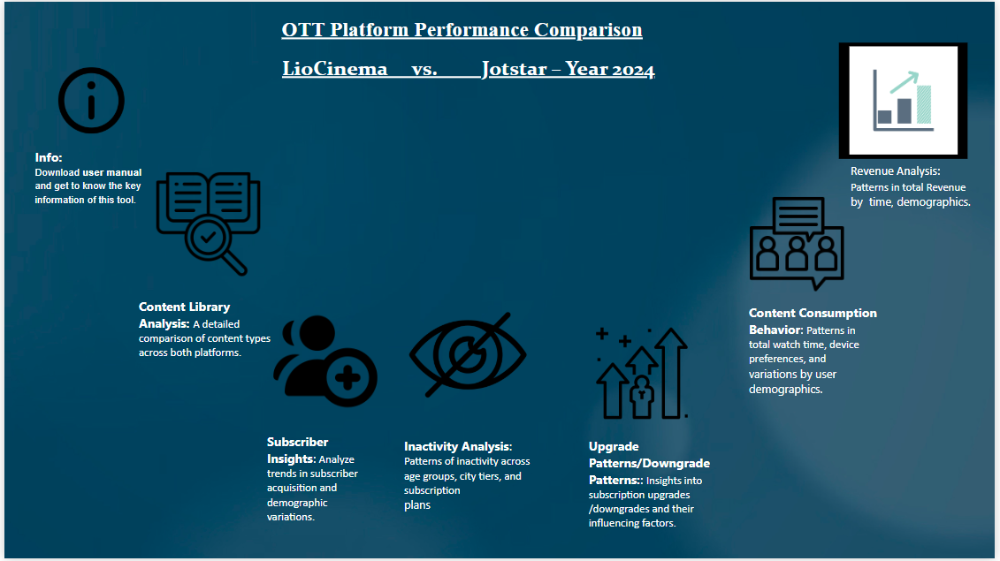 OTT Platform Performance Comparison
LioCinema vs. Jotstar – Year 2024
Info:
Download user manual
and get to know the key
information of this tool.
Content Library
Analysis: A detailed
comparison of content types
across both platforms.
Subscriber
Insights: Analyze
trends in subscriber
acquisition and
demographic
variations.
Inactivity Analysis:
Patterns of inactivity across
age groups, city tiers, and
subscription
plans
Upgrade
Patterns/Downgrade
Patterns:: Insights into
subscription upgrades
/downgrades and their
influencing factors.
Content Consumption
Behavior: Patterns in
total watch time, device
preferences, and
variations by user
demographics.
Revenue Analysis:
Patterns in total Revenue
by time, demographics.